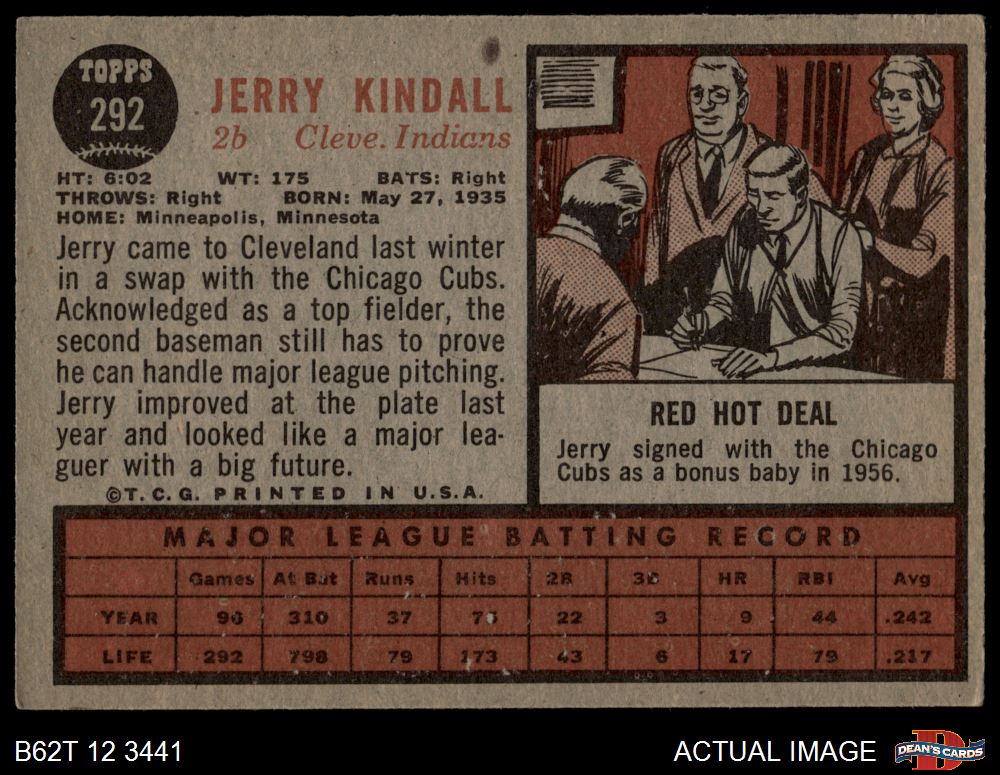 TOPPS
292
JERRY KINDALL
2b Cleve. Indians
HT: 6:02 WT: 175 BATS: Right
THROWS: Right BORN: May 27, 1935
HOME: Minneapolis, Minnesota
Jerry came to Cleveland last winter
in a swap with the Chicago Cubs.
Acknowledged as a top fielder, the
second baseman still has to prove
he can handle major league pitching.
Jerry improved at the plate last
year and looked like a major lea-
guer with a big future.
©T.C.G. PRINTED IN U.S.A.
RED HOT DEAL
Jerry signed with the Chicago
Cubs as a bonus baby in 1956.
MAJOR LEAGUE BATTING RECORD
Games At Bat Runs Hits 2B 3B HR RBI Avg
YEAR 96 310 37 75 22 3 9 44 .242
LIFE 292 798 79 173 43 6 17 79 .217
B62T 12 3441
ACTUAL IMAGE
DEAN'S CARDS